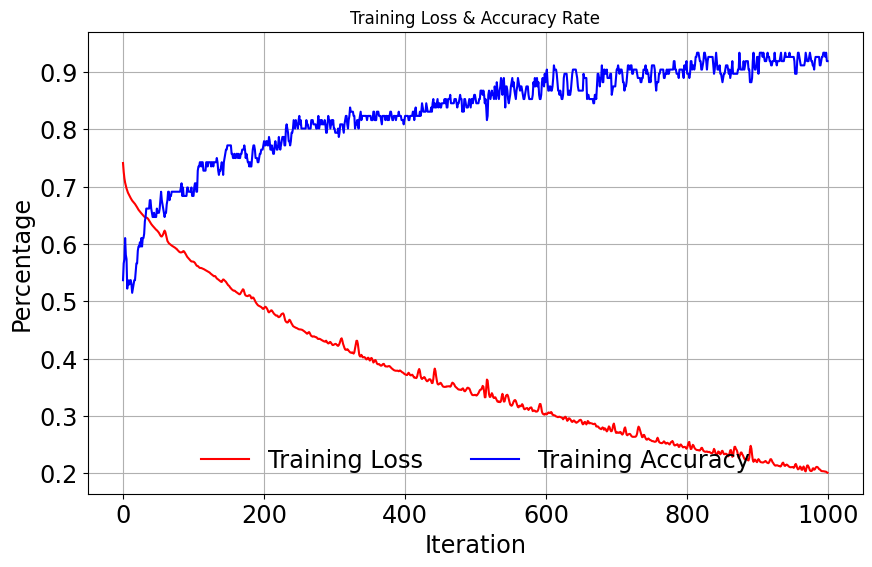 Training Loss & Accuracy Rate
Percentage
0.9
0.8
0.7
0.6
0.5
0.4
0.3
0.2
Training Loss Training Accuracy
0 200 400 600 800 1000
Iteration